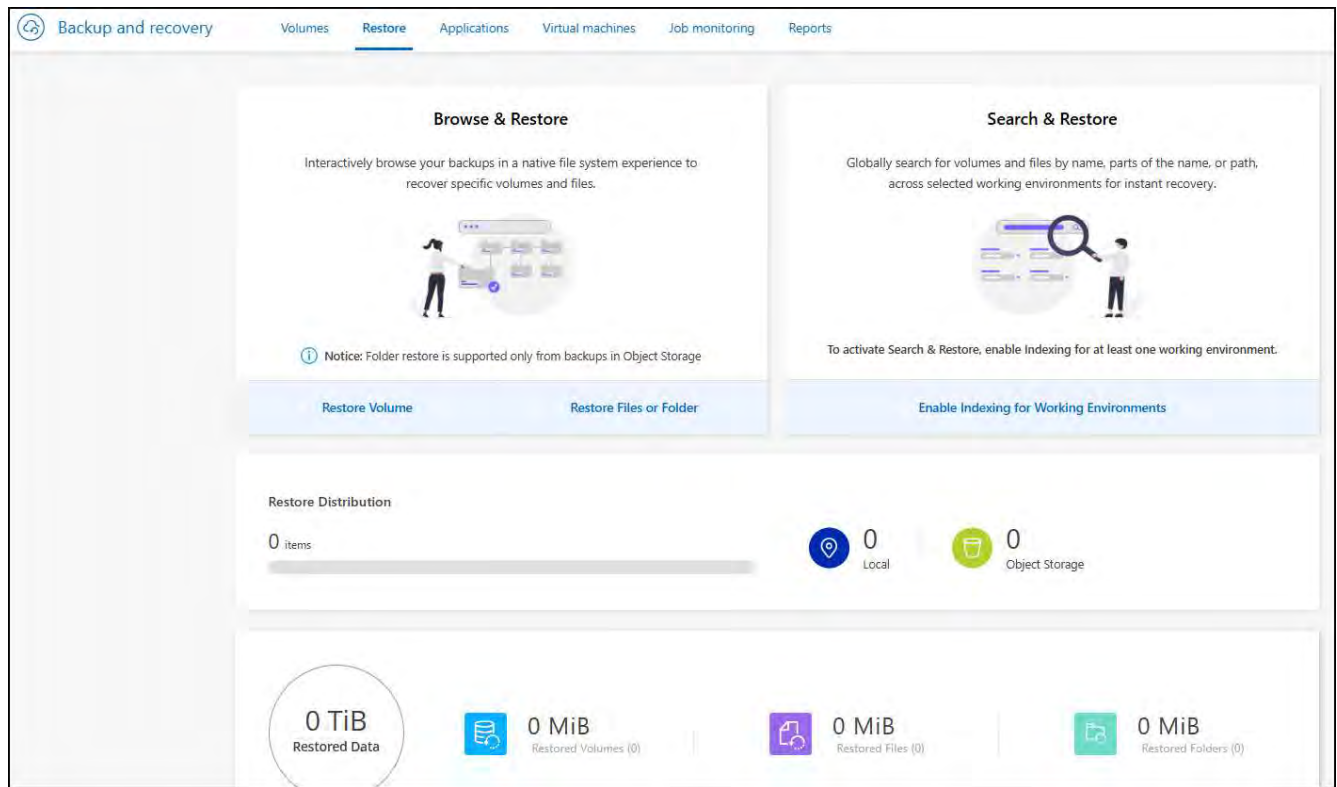 Backup and recovery
Volumes
Restore
Applications
Virtual machines
Job monitoring
Reports
Browse & Restore
Interactively browse your backups in a native file system experience to
recover specific volumes and files.
Notice: Folder restore is supported only from backups in Object Storage
Restore Volume
Restore Files or Folder
Search & Restore
Globally search for volumes and files by name, parts of the name, or path,
across selected working environments for instant recovery.
To activate Search & Restore, enable Indexing for at least one working environment.
Enable Indexing for Working Environments
Restore Distribution
0 items
0
Local
0
Object Storage
0 TiB
Restored Data
0 MiB
Restored Volumes (0)
0 MiB
Restored Files (0)
0 MiB
Restored Folders (0)